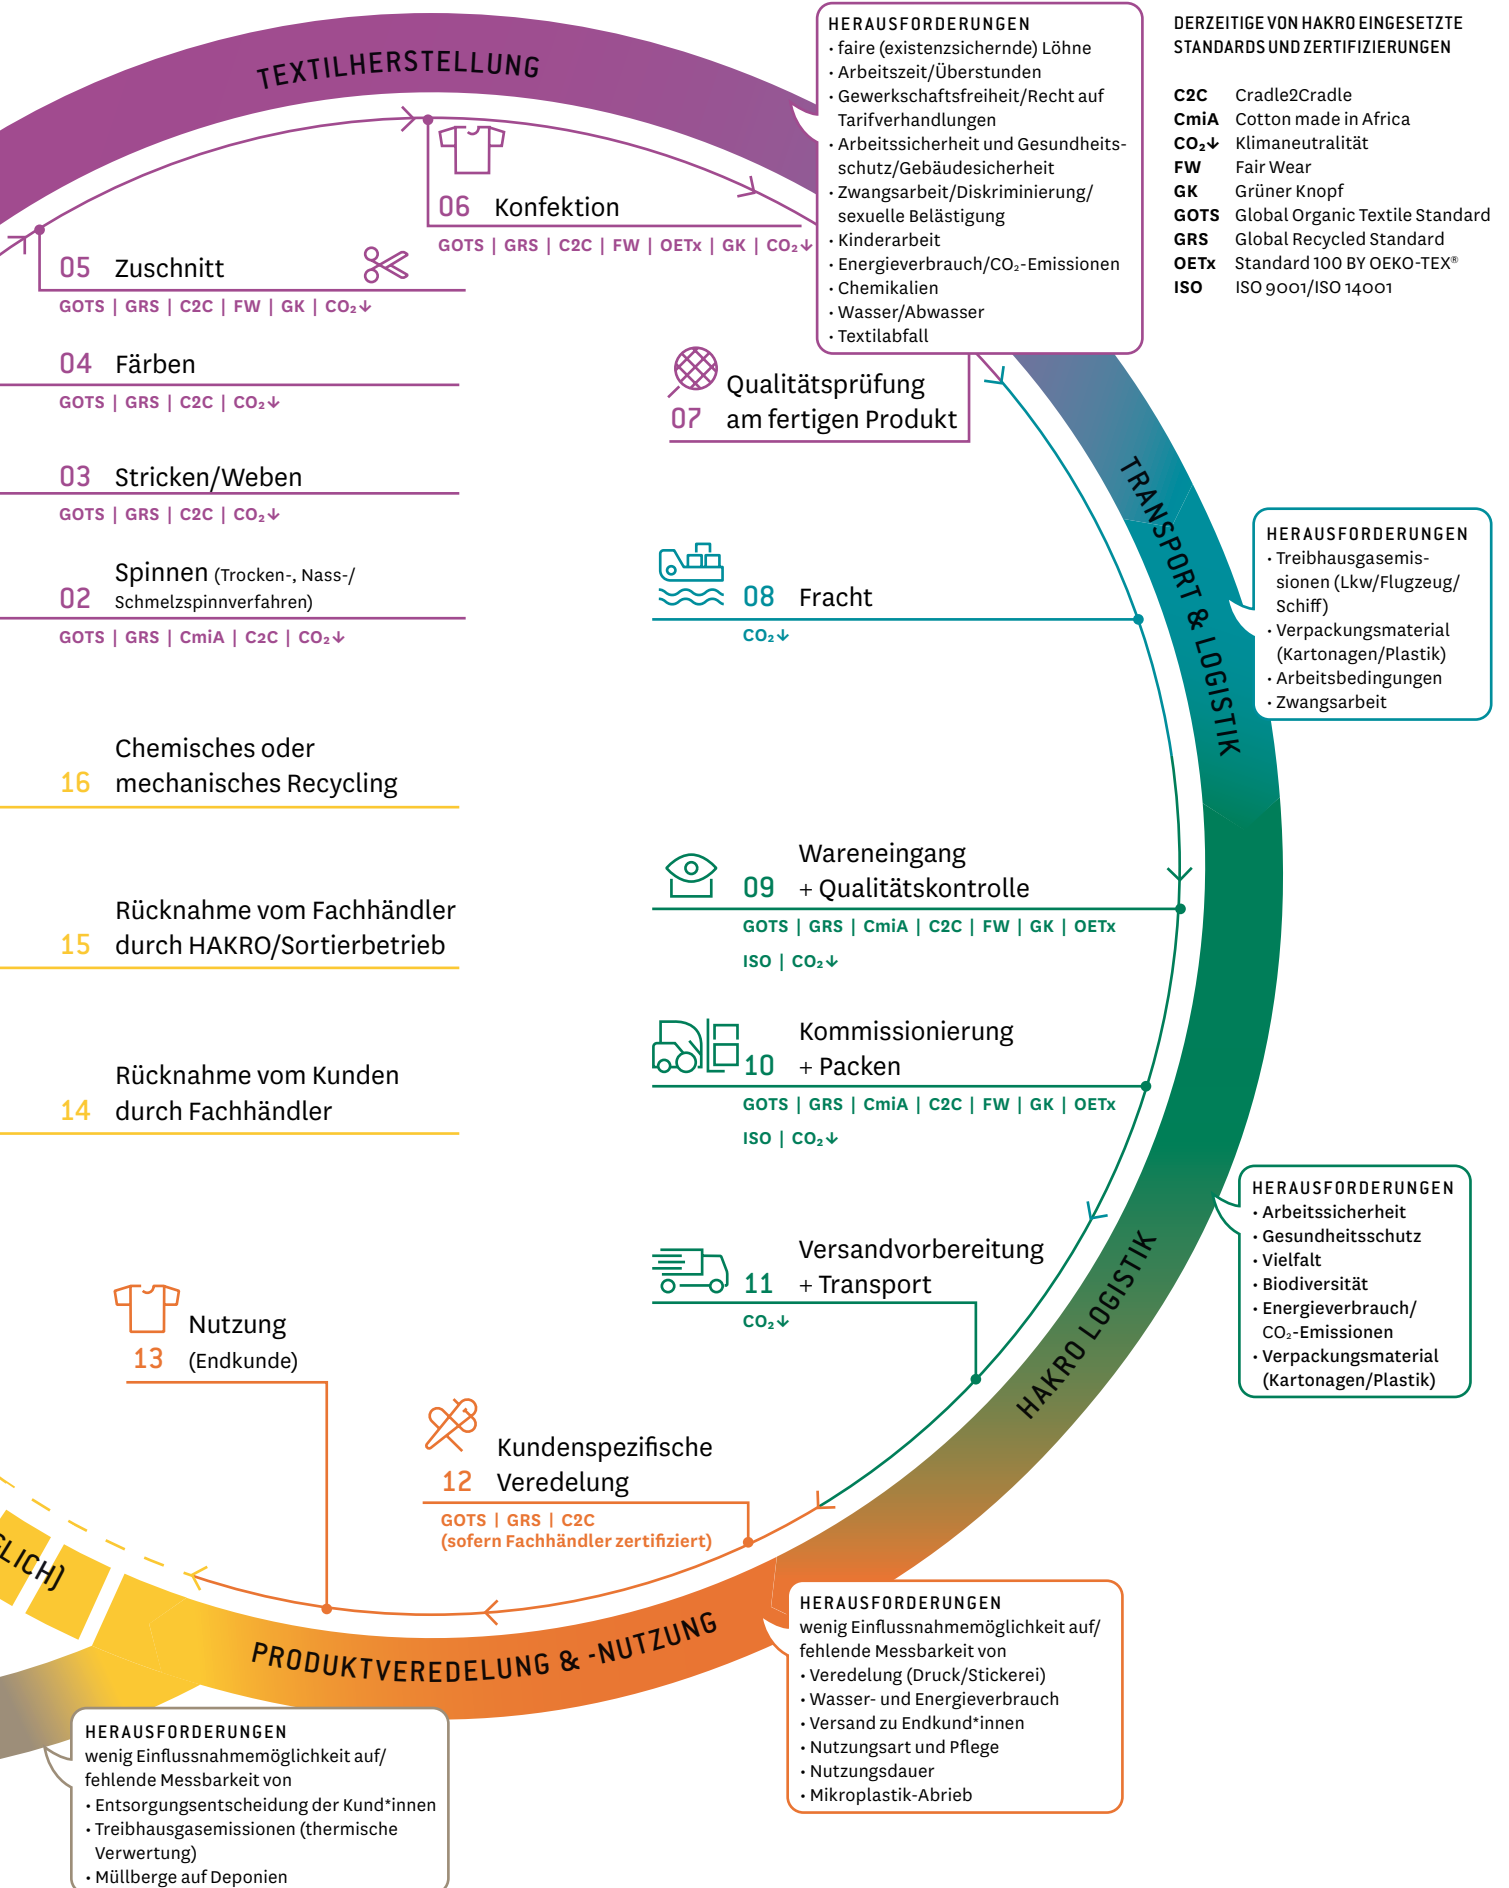 TEXTILHERSTELLUNG
HERAUSFORDERUNGEN
· faire (existenzsichernde) Löhne
· Arbeitszeit/Überstunden
· Gewerkschaftsfreiheit/Recht auf
Tarifverhandlungen
· Arbeitssicherheit und Gesundheits-
schutz/Gebäudesicherheit
· Zwangsarbeit/Diskriminierung/
sexuelle Belästigung
· Kinderarbeit
· Energieverbrauch/CO₂-Emissionen
· Chemikalien
· Wasser/Abwasser
· Textilabfall
DERZEITIGE VON HAKRO EINGESETZTE
STANDARDS UND ZERTIFIZIERUNGEN
C2C Cradle2Cradle
CmiA Cotton made in Africa
CO₂↓ Klimaneutralität
FW Fair Wear
GK Grüner Knopf
GOTS Global Organic Textile Standard
GRS Global Recycled Standard
OETx Standard 100 BY OEKO-TEX®
ISO ISO 9001/ISO 14001
06 Konfektion
GOTS | GRS | C2C | FW | OETx | GK | CO₂↓
05 Zuschnitt
GOTS | GRS | C2C | FW | GK | CO₂↓
04 Färben
GOTS | GRS | C2C | CO₂↓
03 Stricken/Weben
GOTS | GRS | C2C | CO₂↓
Spinnen (Trocken-, Nass-/
02 Schmelzspinnverfahren)
GOTS | GRS | CmiA | C2C | CO₂↓
Qualitätsprüfung
07 am fertigen Produkt
TRANSPORT & LOGISTIK
HERAUSFORDERUNGEN
· Treibhausgasemis-
sionen (Lkw/Flugzeug/
Schiff)
· Verpackungsmaterial
(Kartonagen/Plastik)
· Arbeitsbedingungen
· Zwangsarbeit
08 Fracht
CO₂↓
Chemisches oder
16 mechanisches Recycling
Rücknahme vom Fachhändler
15 durch HAKRO/Sortierbetrieb
Rücknahme vom Kunden
14 durch Fachhändler
Wareneingang
09 + Qualitätskontrolle
GOTS | GRS | CmiA | C2C | FW | GK | OETx
ISO | CO₂↓
Kommissionierung
10 + Packen
GOTS | GRS | CmiA | C2C | FW | GK | OETx
ISO | CO₂↓
Versandvorbereitung
11 + Transport
CO₂↓
HAKRO LOGISTIK
HERAUSFORDERUNGEN
· Arbeitssicherheit
· Gesundheitsschutz
· Vielfalt
· Biodiversität
· Energieverbrauch/
CO₂-Emissionen
· Verpackungsmaterial
(Kartonagen/Plastik)
Nutzung
13 (Endkunde)
Kundenspezifische
12 Veredelung
GOTS | GRS | C2C
(sofern Fachhändler zertifiziert)
LICH)
PRODUKTVEREDELUNG & -NUTZUNG
HERAUSFORDERUNGEN
wenig Einflussnahmemöglichkeit auf/
fehlende Messbarkeit von
· Veredelung (Druck/Stickerei)
· Wasser- und Energieverbrauch
· Versand zu Endkund*innen
· Nutzungsart und Pflege
· Nutzungsdauer
· Mikroplastik-Abrieb
HERAUSFORDERUNGEN
wenig Einflussnahmemöglichkeit auf/
fehlende Messbarkeit von
· Entsorgungsentscheidung der Kund*innen
· Treibhausgasemissionen (thermische
Verwertung)
· Müllberge auf Deponien